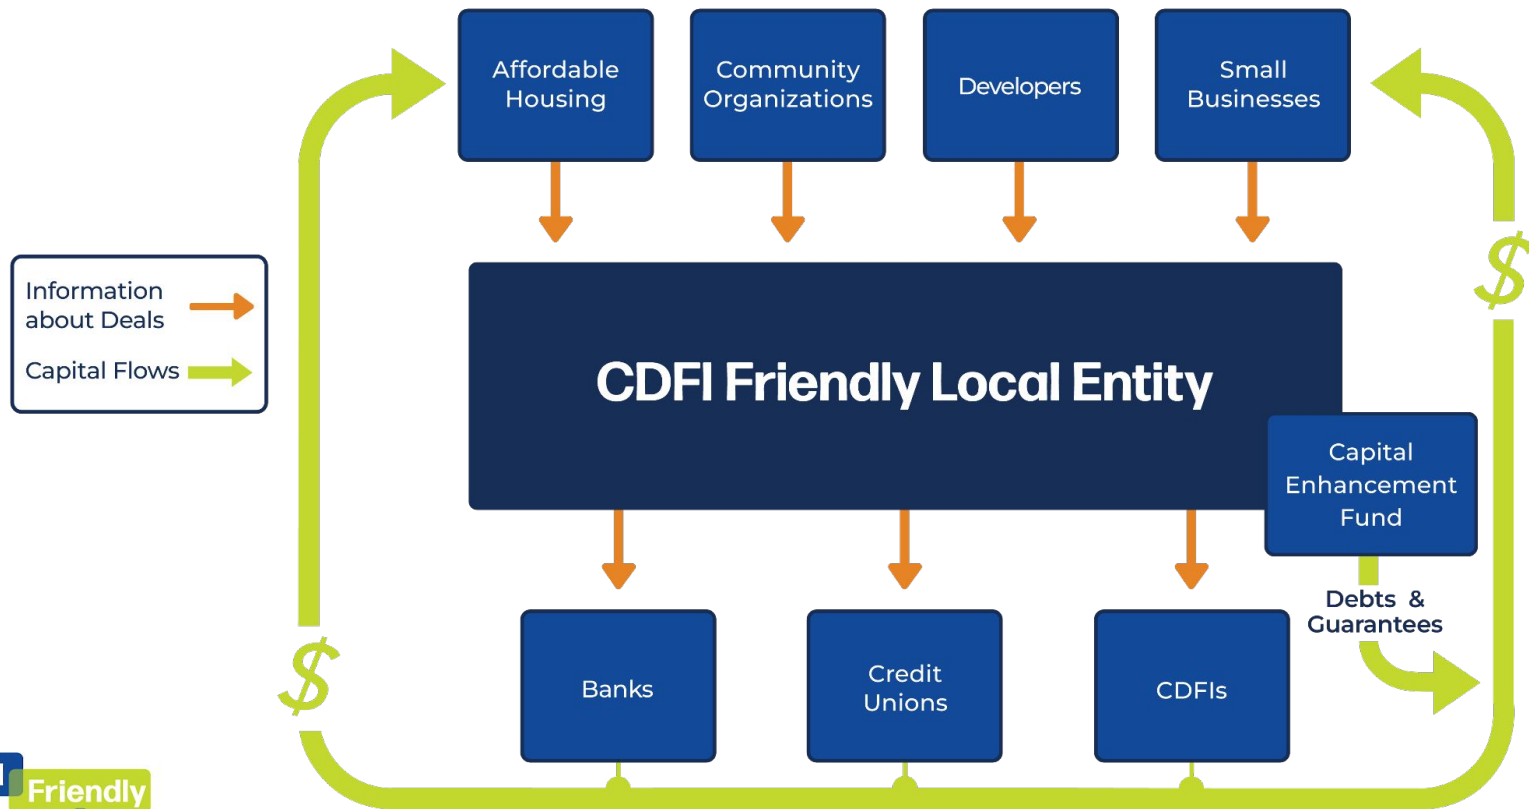 Affordable
Housing
Community
Organizations
Developers
Small
Businesses
$
Information
about Deals
Capital Flows
CDFI Friendly Local Entity
Capital
Enhancement
Fund
Debts &
Guarantees
Banks
Credit
Unions
CDFIs
$
Friendly